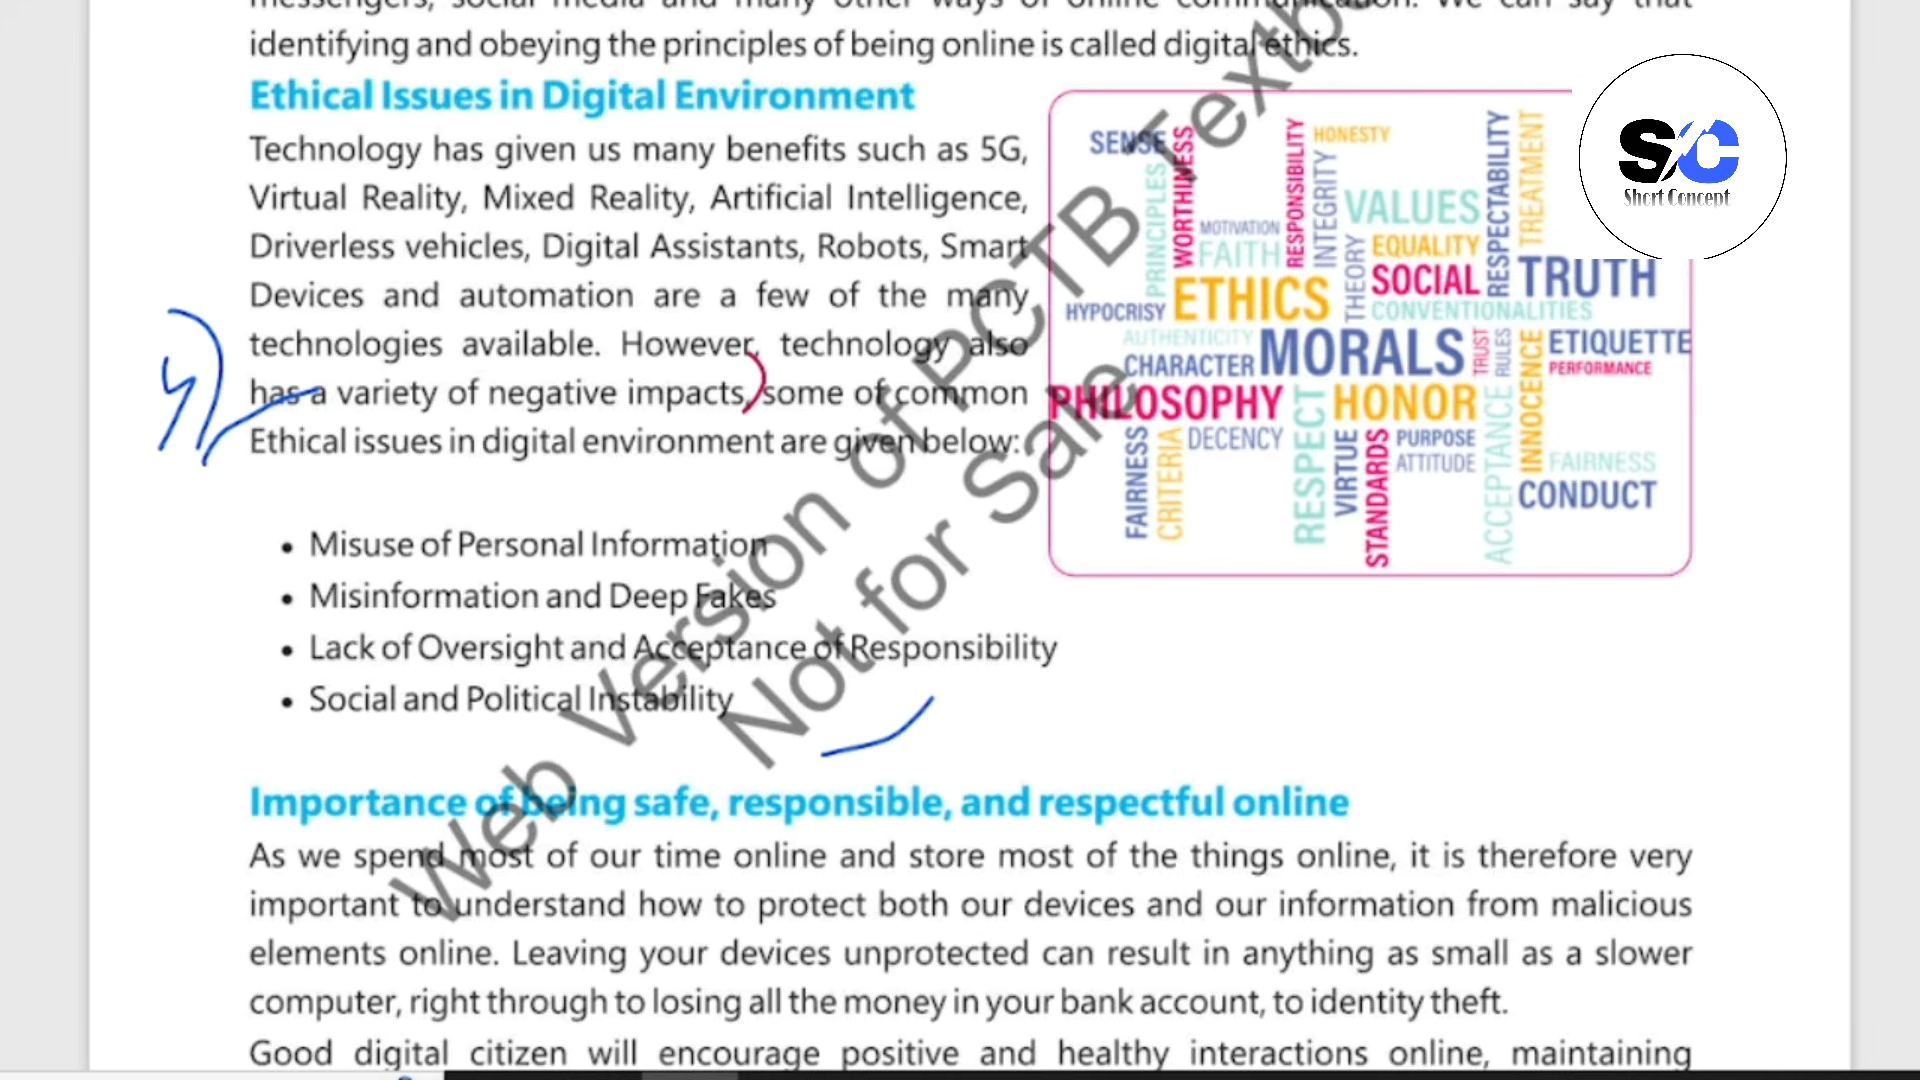 identifying and obeying the principles of being online is called digital ethics.
Ethical Issues in Digital Environment
Technology has given us many benefits such as 5G,
Virtual Reality, Mixed Reality, Artificial Intelligence,
Driverless vehicles, Digital Assistants, Robots, Smart
Devices and automation are a few of the many
technologies available. However, technology also
has a variety of negative impacts, some of common
Ethical issues in digital environment are given below:
• Misuse of Personal Information
• Misinformation and Deep Fakes
• Lack of Oversight and Acceptance of Responsibility
• Social and Political Instability
SENSE
PRINCIPLES
WORTHINESS
MOTIVATION
FAITH
RESPONSIBILITY
HONESTY
INTEGRITY
VALUES
THEORY
EQUALITY
SOCIAL
RESPECTABILITY
TREATMENT
TRUTH
HYPOCRISY
ETHICS
CONVENTIONALITIES
AUTHENTICITY
CHARACTER
MORALS
TRUST
RULES
INNOCENCE
ETIQUETTE
PERFORMANCE
PHILOSOPHY
RESPECT
HONOR
ACCEPTANCE
FAIRNESS
CRITERIA
DECENCY
VIRTUE
STANDARDS
PURPOSE
ATTITUDE
FAIRNESS
CONDUCT
SC
Short Concept
Importance of being safe, responsible, and respectful online
As we spend most of our time online and store most of the things online, it is therefore very
important to understand how to protect both our devices and our information from malicious
elements online. Leaving your devices unprotected can result in anything as small as a slower
computer, right through to losing all the money in your bank account, to identity theft.
Good digital citizen will encourage positive and healthy interactions online, maintaining
Web Version of PCTB Textbo
Not for Sale